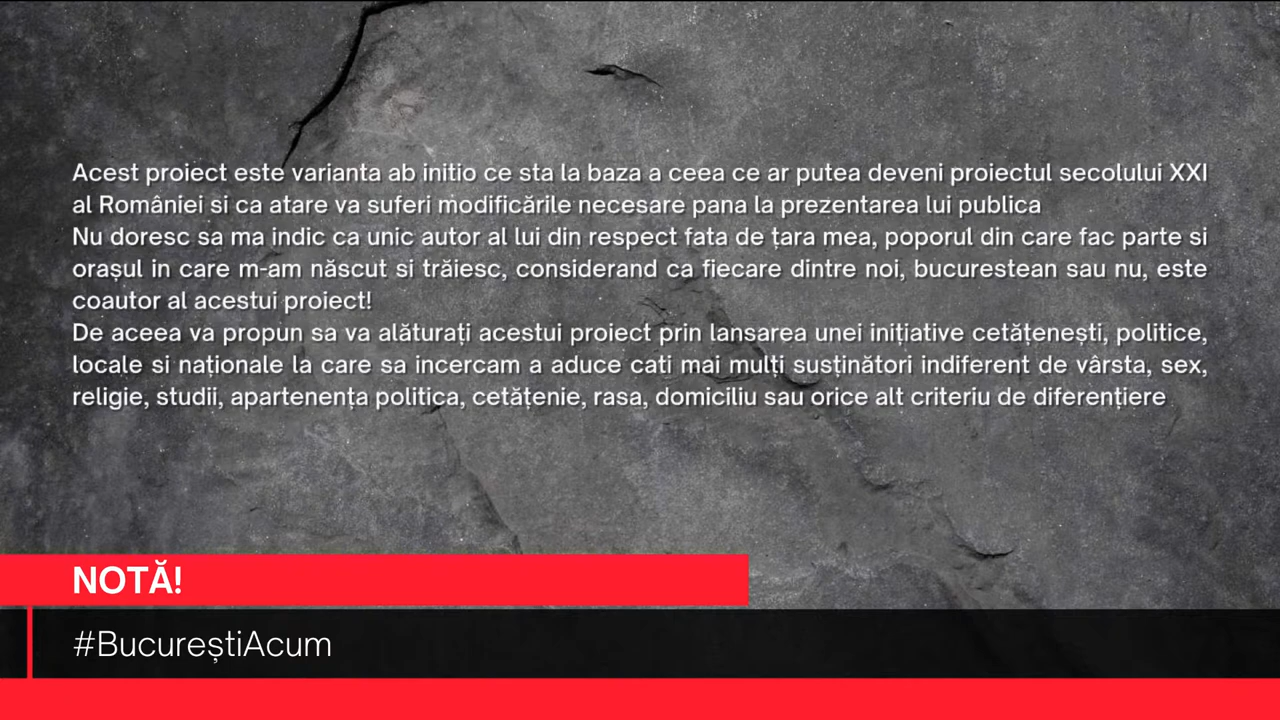 Acest proiect este varianta ab initio ce sta la baza a ceea ce ar putea deveni proiectul secolului XXI
al României si ca atare va suferi modificările necesare pana la prezentarea lui publica
Nu doresc sa ma indic ca unic autor al lui din respect fata de țara mea, poporul din care fac parte si
orașul in care m-am născut si trăiesc, considerand ca fiecare dintre noi, bucurestean sau nu, este
coautor al acestui proiect!
De aceea va propun sa va alăturați acestui proiect prin lansarea unei inițiative cetățenești, politice,
locale si naționale la care sa incercam a aduce cati mai mulți susținători indiferent de vârsta, sex,
religie, studii, apartenența politica, cetățenie, rasa, domiciliu sau orice alt criteriu de diferențiere
NOTĂ!
#BucureștiAcum